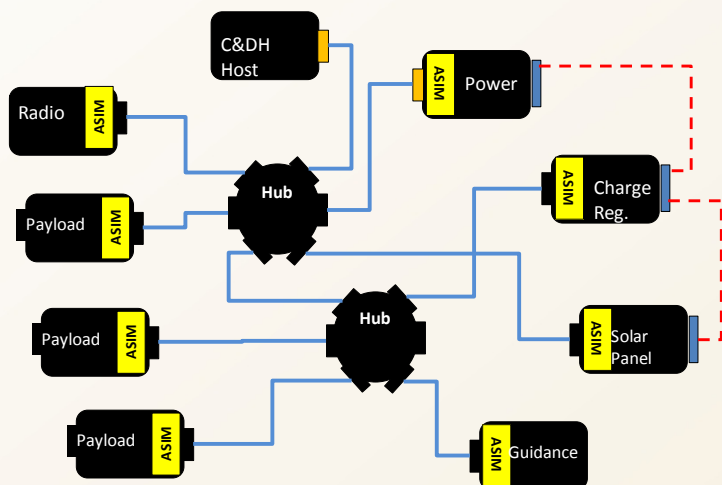 C&DH
Host
ASIM
Power
Radio
ASIM
Hub
ASIM
Charge
Reg.
Payload
ASIM
Hub
Payload
ASIM
ASIM
Solar
Panel
Payload
ASIM
ASIM
Guidance